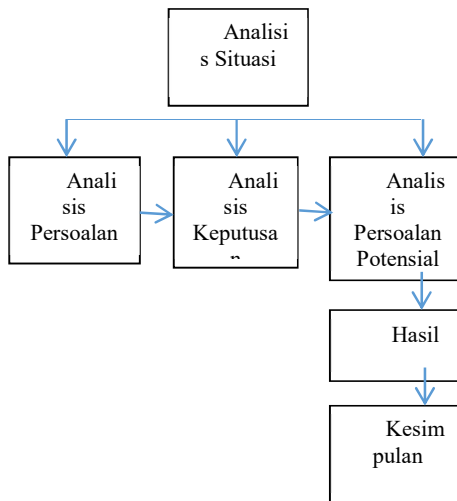 Analisi
s Situasi
Anali
sis
Persoalan
Anali
sis
Keputusa
n
Analis
is
Persoalan
Potensial
Hasil
Kesim
pulan